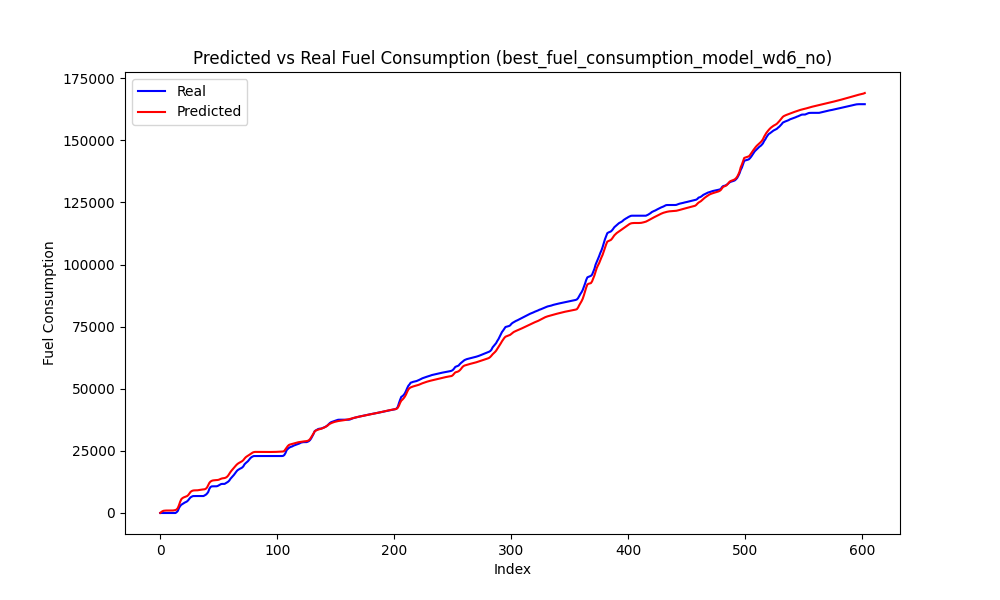 Predicted vs Real Fuel Consumption (best_fuel_consumption_model_wd6_no)
Real
Predicted
175000
150000
125000
100000
75000
50000
25000
0
Fuel Consumption
0 100 200 300 400 500 600
Index